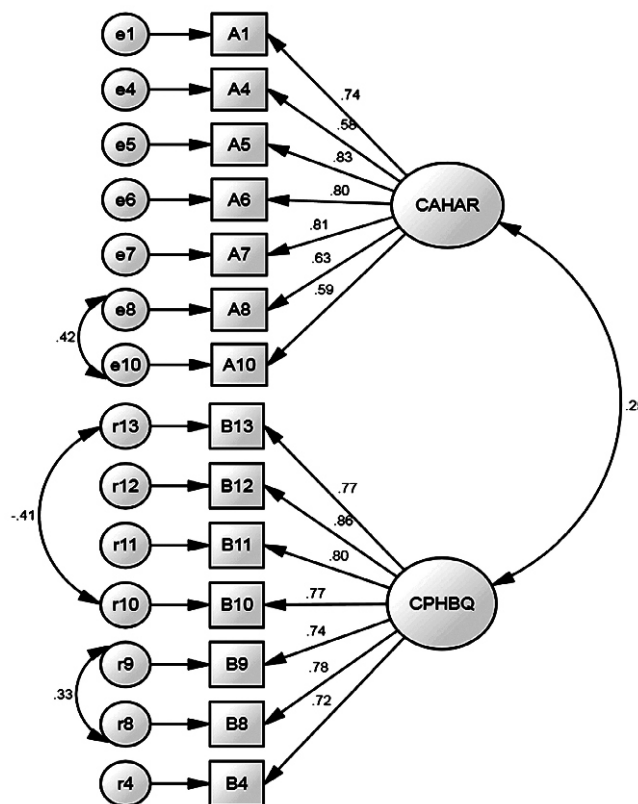 e1 A1
.74
e4 A4
.58
e5 A5
.83
e6 A6
.80
CAHAR
e7 A7
.81
e8 A8
.63
.42
.59
e10 A10
r13 B13
.77
r12 B12
.86
-.41
r11 B11
.80
r10 B10
.77
CPHBQ
r9 B9
.74
.33
.78
r8 B8
.72
r4 B4